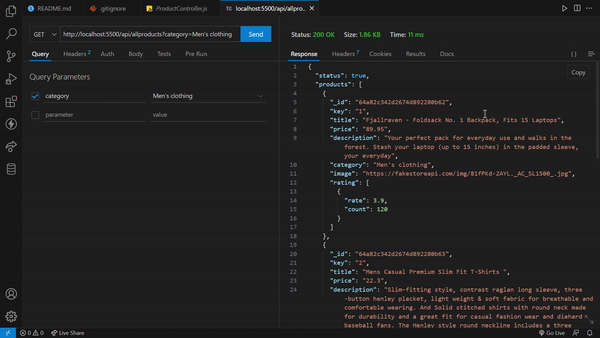 README.md
.gitignore
ProductController.js
localhost:5500/api/allpro...
GET
http://localhost:5500/api/allproducts?category=Men's clothing
Send
Query
Headers 2
Auth
Body
Tests
Pre Run
Query Parameters
category
Men's clothing
parameter
value
Status: 200 OK
Size: 1.86 KB
Time: 11 ms
Response
Headers 7
Cookies
Results
Docs
{}
Copy
1 {
2 "status": true,
3 "products": [
4 {
5 "_id": "64a82c342d2674d892280b62",
6 "key": "1",
7 "title": "Fjallraven - Foldsack No. 1 Backpack, Fits 15 Laptops",
8 "price": "89.95",
9 "description": "Your perfect pack for everyday use and walks in the
forest. Stash your laptop (up to 15 inches) in the padded sleeve,
your everyday",
10 "category": "Men's clothing",
11 "image": "https://fakestoreapi.com/img/81fPKd-2AYL._AC_SL1500_.jpg",
12 "rating": [
13 {
14 "rate": 3.9,
15 "count": 120
16 }
17 ]
18 },
19 {
20 "_id": "64a82c342d2674d892280b63",
21 "key": "2",
22 "title": "Mens Casual Premium Slim Fit T-Shirts ",
23 "price": "22.3",
24 "description": "Slim-fitting style, contrast raglan long sleeve, three
-button henley placket, light weight & soft fabric for breathable and
comfortable wearing. And Solid stitched shirts with round neck made
for durability and a great fit for casual fashion wear and diehard
baseball fans. The Henley style round neckline includes a three
0
0
Live Share
Go Live